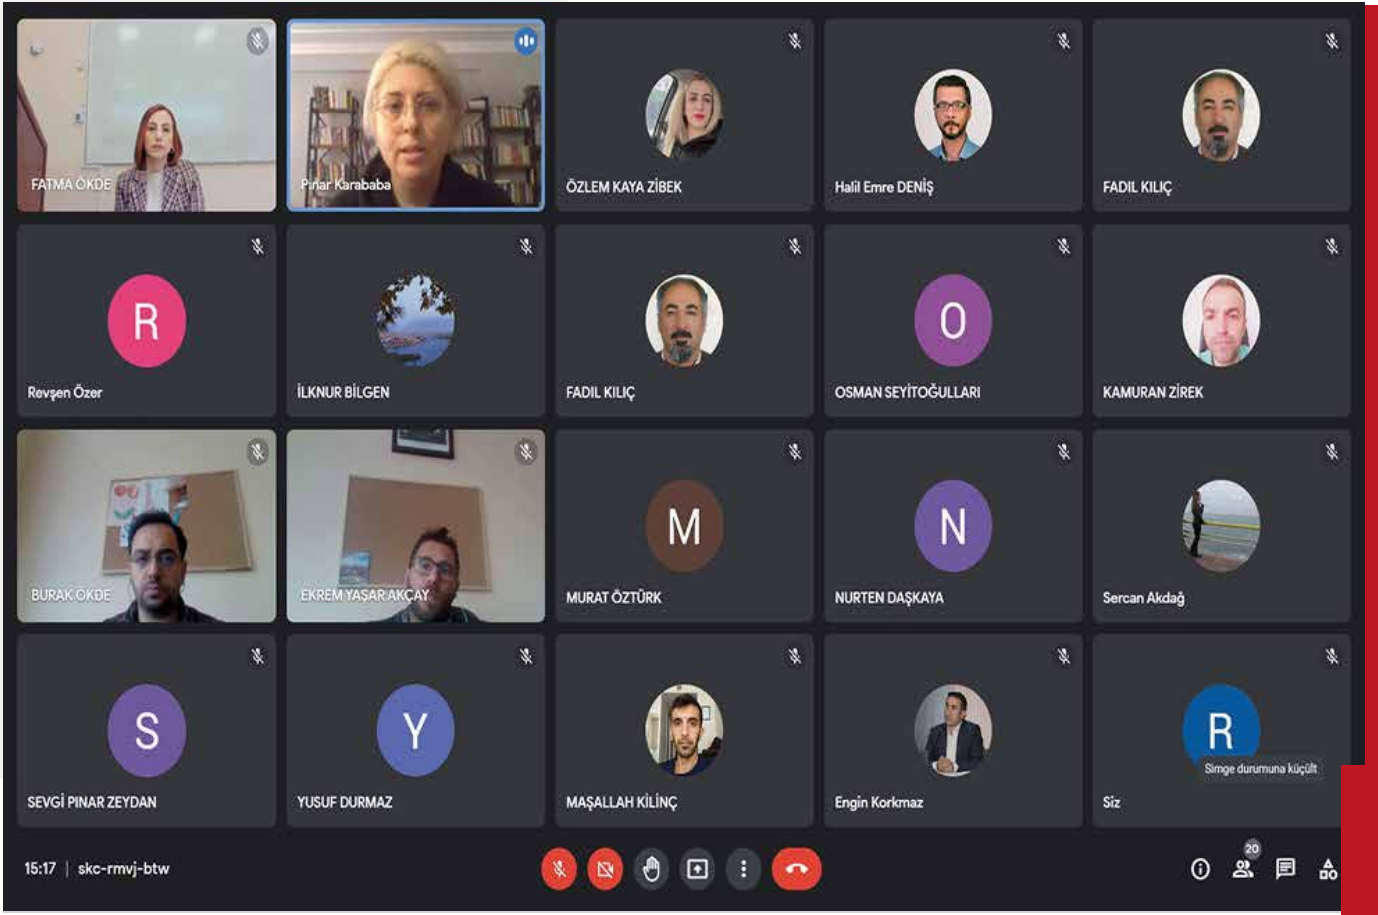 FATMA ÖKDE
Pınar Karababa
ÖZLEM KAYA ZİBEK
Halil Emre DENİŞ
FADIL KILIÇ
R
O
Revşen Özer
İLKNUR BİLGEN
FADIL KILIÇ
OSMAN SEYİTOĞULLARI
KAMURAN ZİREK
M
N
BURAK ÖKDE
EKREM YAŞAR AKÇAY
MURAT ÖZTÜRK
NURTEN DAŞKAYA
Sercan Akdağ
S
Y
R
Simge durumuna küçült
SEVGİ PINAR ZEYDAN
YUSUF DURMAZ
MAŞALLAH KİLİNÇ
Engin Korkmaz
Siz
15:17 | skc-rmvj-btw
20